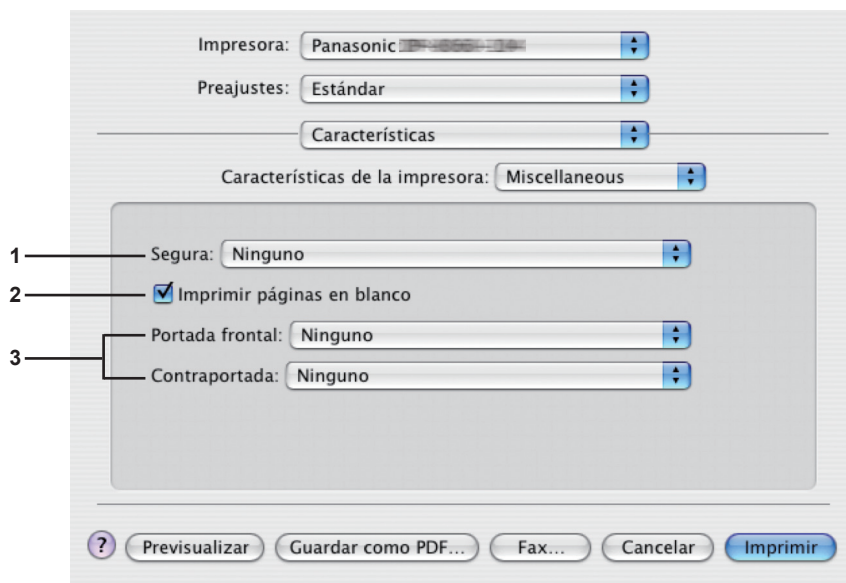 Impresora: Panasonic
Preajustes: Estándar
Características
Características de la impresora: Miscellaneous
1 Segura: Ninguno
2 Imprimir páginas en blanco
3 Portada frontal: Ninguno
Contraportada: Ninguno
? Previsualizar Guardar como PDF... Fax... Cancelar Imprimir